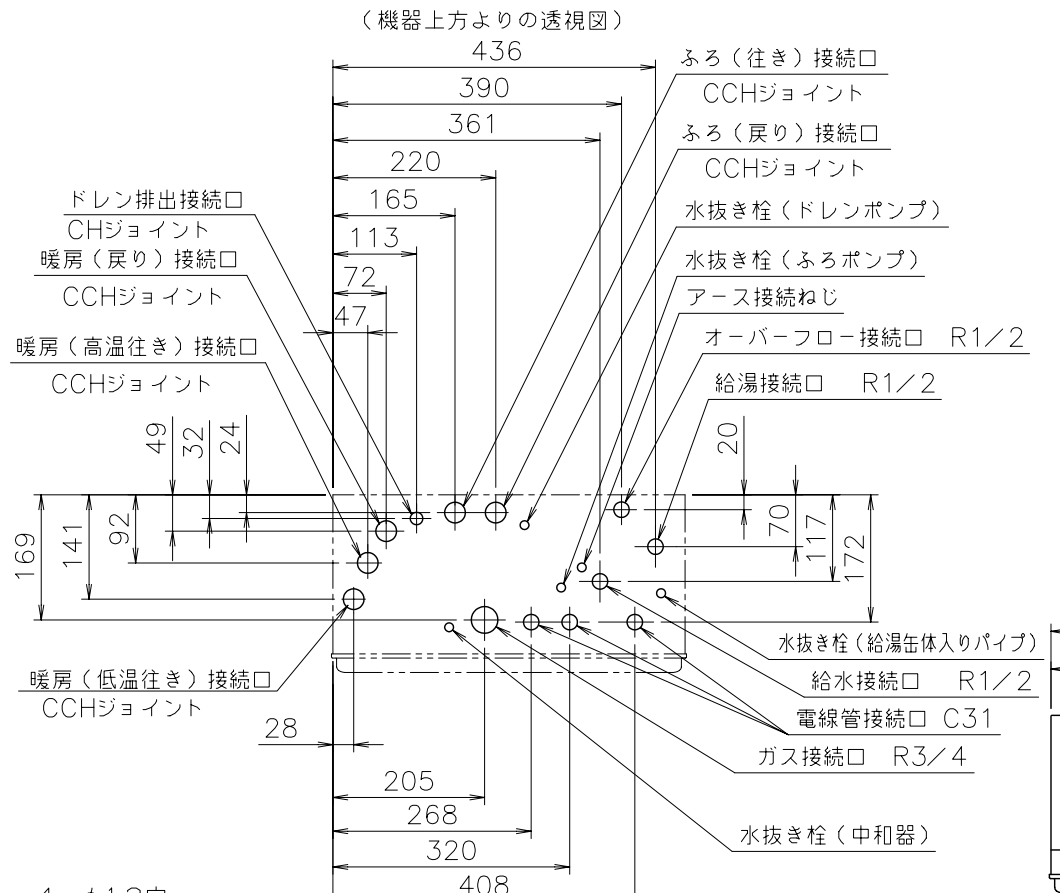 (機器上方よりの透視図)
436
ふろ(往き)接続口
CCHジョイント
390
361
ふろ(戻り)接続口
CCHジョイント
220
ドレン排出接続口
CHジョイント
165
水抜き栓(ドレンポンプ)
113
暖房(戻り)接続口
CCHジョイント
72
水抜き栓(ふろポンプ)
アース接続ねじ
47
暖房(高温往き)接続口
CCHジョイント
オーバーフロー接続口 R1/2
給湯接続口 R1/2
49
32
24
20
169
141
92
70
117
172
水抜き栓(給湯缶体入りパイプ)
暖房(低温往き)接続口
CCHジョイント
給水接続口 R1/2
電線管接続口 C31
28
ガス接続口 R3/4
205
268
水抜き栓(中和器)
320
408